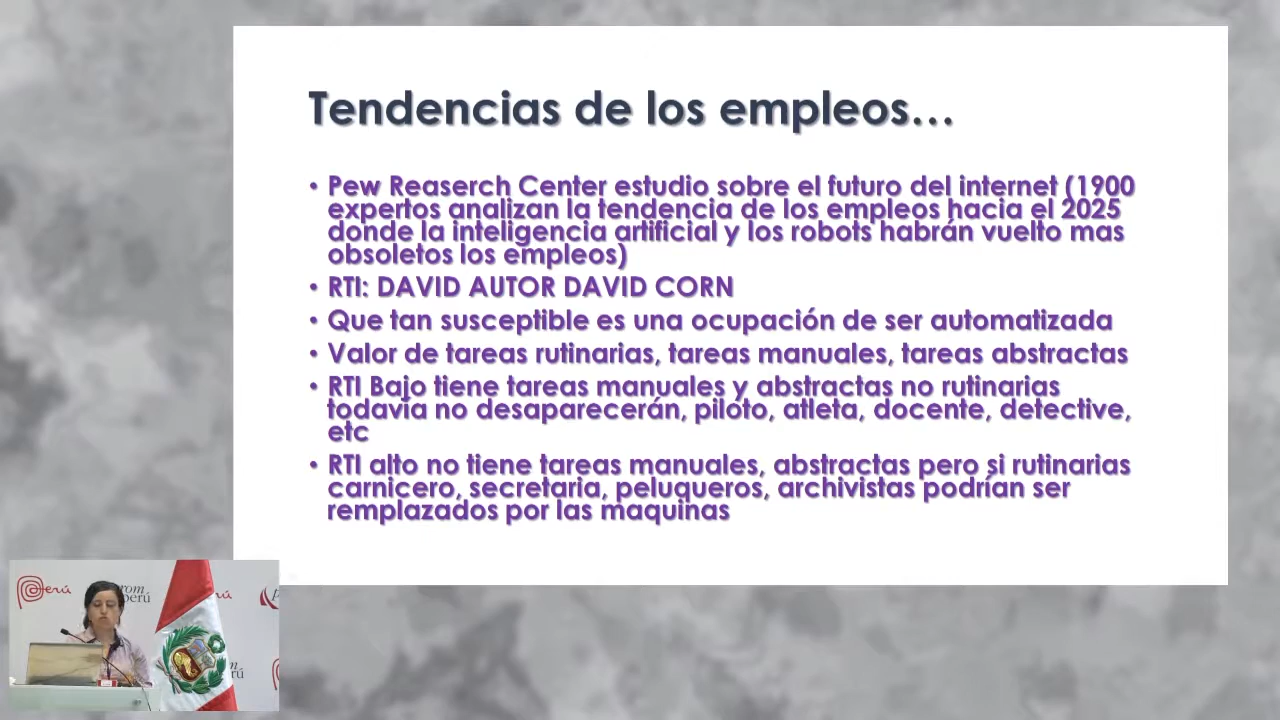 Tendencias de los empleos...
• Pew Reaserch Center estudio sobre el futuro del internet (1900
expertos analizan la tendencia de los empleos hacia el 2025
donde la inteligencia artificial y los robots habrán vuelto mas
obsoletos los empleos)
• RTI: DAVID AUTOR DAVID CORN
• Que tan susceptible es una ocupación de ser automatizada
• Valor de tareas rutinarias, tareas manuales, tareas abstractas
• RTI Bajo tiene tareas manuales y abstractas no rutinarias
todavía no desaparecerán, piloto, atleta, docente, detective,
etc
• RTI alto no tiene tareas manuales, abstractas pero si rutinarias
carnicero, secretaria, peluqueros, archivistas podrían ser
remplazados por las maquinas
Perú
perú